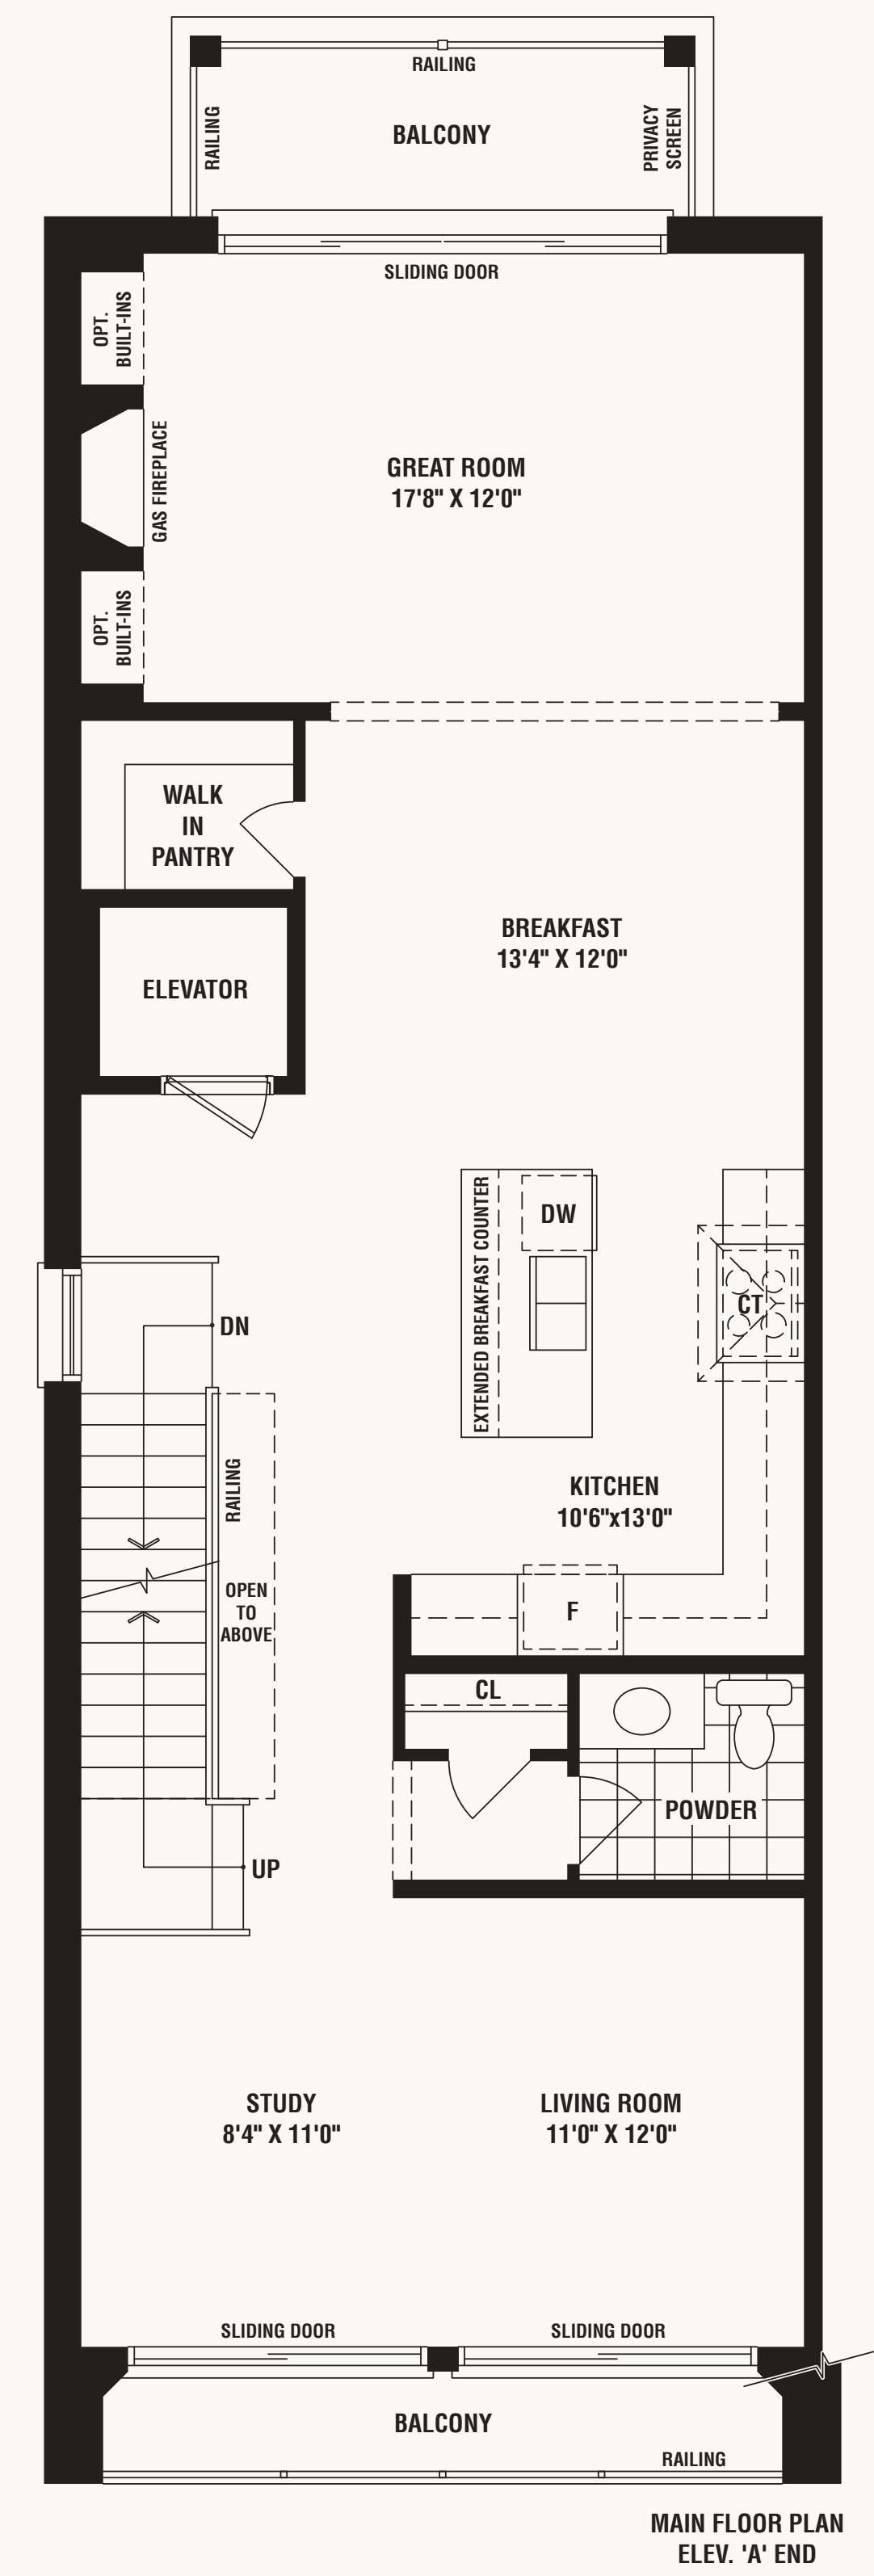 RAILING
RAILING
BALCONY
PRIVACY
SCREEN
SLIDING DOOR
OPT.
BUILT-INS
GAS FIREPLACE
GREAT ROOM
17'8" X 12'0"
OPT.
BUILT-INS
WALK
IN
PANTRY
BREAKFAST
13'4" X 12'0"
ELEVATOR
EXTENDED BREAKFAST COUNTER
DW
CT
DN
RAILING
KITCHEN
10'6"x13'0"
OPEN
TO
ABOVE
F
CL
POWDER
UP
STUDY
8'4" X 11'0"
LIVING ROOM
11'0" X 12'0"
SLIDING DOOR
SLIDING DOOR
BALCONY
RAILING
MAIN FLOOR PLAN
ELEV. 'A' END